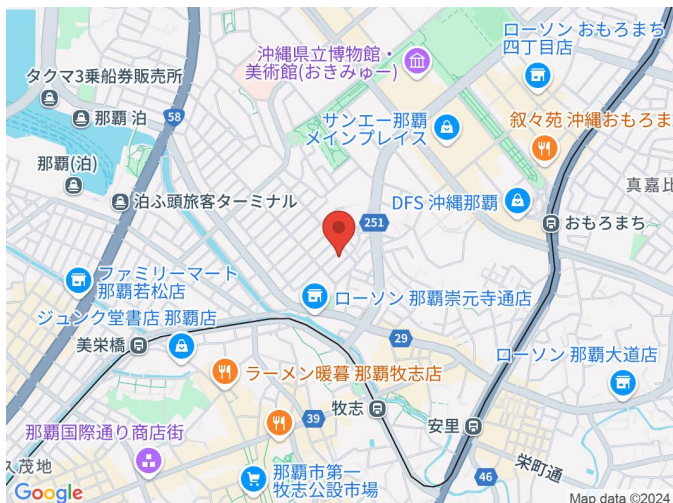 沖縄県立博物館・
美術館(おきみゅー)
ローソン おもろまち
四丁目店
タクマ3乗船券販売所
那覇 泊
58
サンエー那覇
メインプレイス
叙々苑 沖縄おもろま
那覇(泊)
泊ふ頭旅客ターミナル
真嘉比
DFS 沖縄那覇
251
おもろまち
ファミリーマート
那覇若松店
ローソン 那覇崇元寺通店
ジュンク堂書店 那覇店
美栄橋
29
ローソン 那覇大道店
ラーメン暖暮 那覇牧志店
牧志
39
安里
那覇国際通り商店街
久茂地
那覇市第一
牧志公設市場
46
栄町通
Google
Map data ©2024